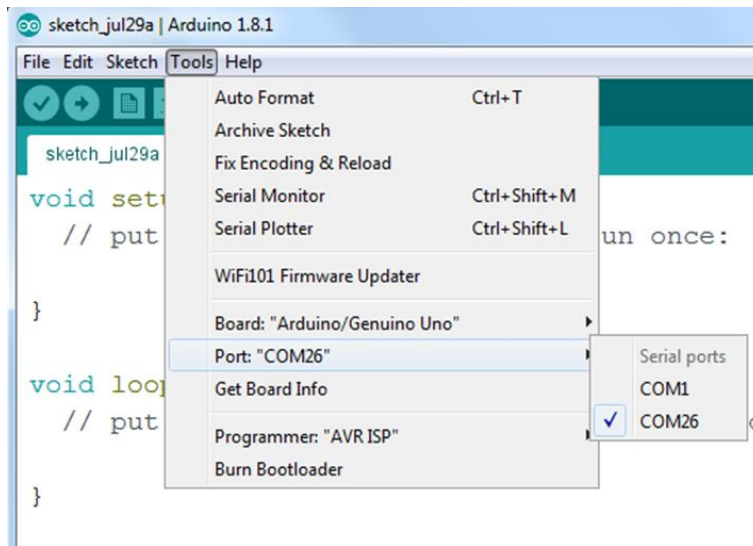 sketch_jul29a | Arduino 1.8.1
File Edit Sketch Tools Help
sketch_jul29a
Auto Format Ctrl+T
Archive Sketch
Fix Encoding & Reload
Serial Monitor Ctrl+Shift+M
Serial Plotter Ctrl+Shift+L
WiFi101 Firmware Updater
Board: "Arduino/Genuino Uno"
Port: "COM26"
Get Board Info
Programmer: "AVR ISP"
Burn Bootloader
Serial ports
COM1
COM26
void set
// put un once:
}
void loop
// put
}